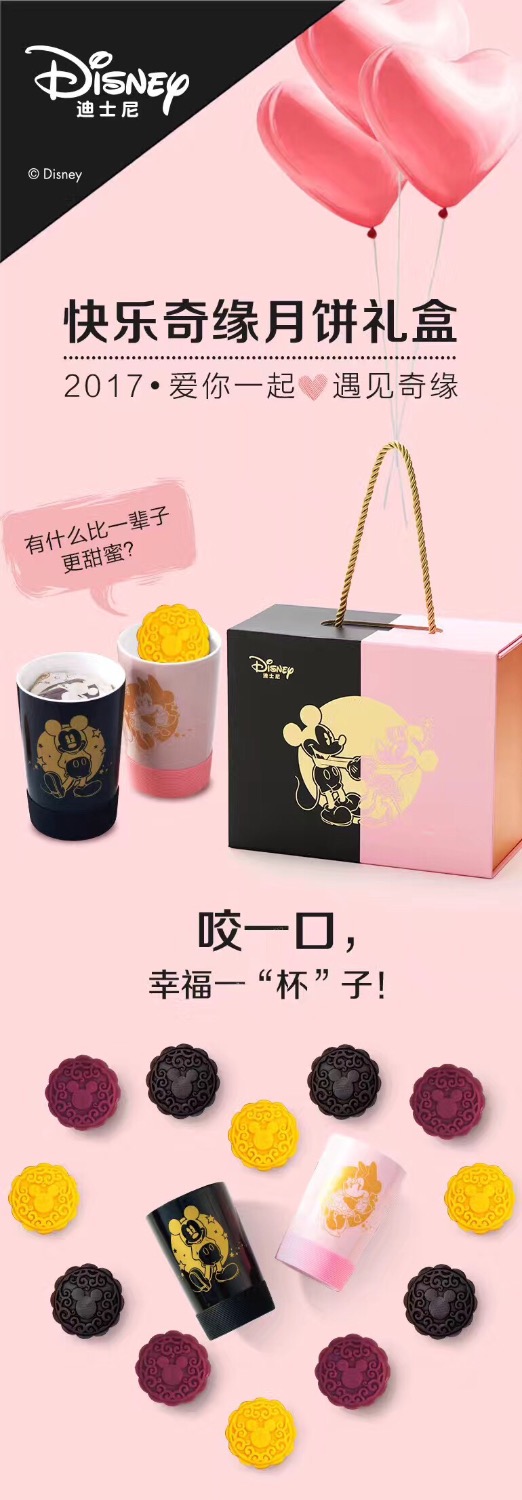 Disney
迪士尼
© Disney
快乐奇缘月饼礼盒
2017•爱你一起遇见奇缘
有什么比一辈子
更甜蜜?
Disney
迪士尼
咬一口，
幸福一“杯”子!